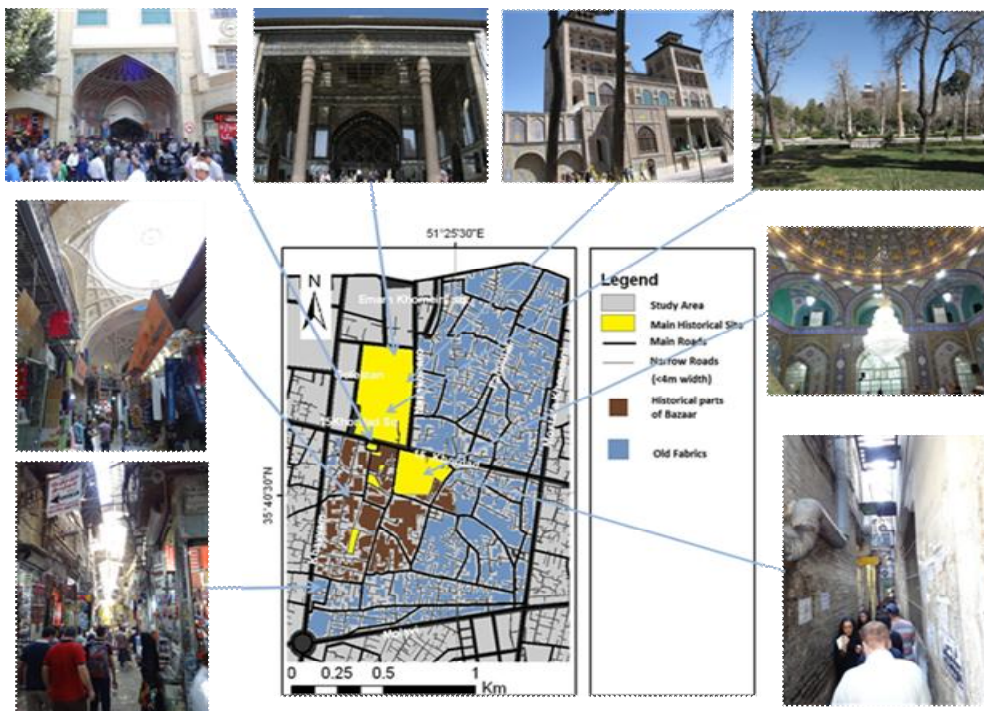 51°25'30"E
N
35°40'30"N
0 0.25 0.5 1
Km
Legend
Study Area
Main Historical Site
Main Roads
Narrow Roads
(<4m width)
Historical parts
of Bazaar
Old Fabrics